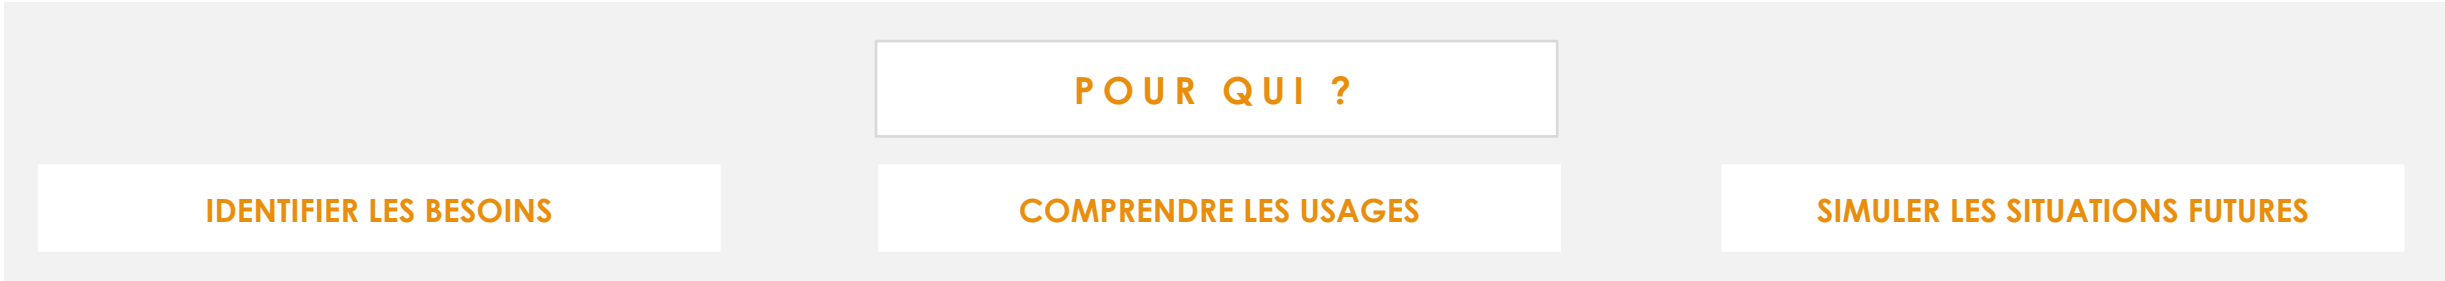 POUR QUI ?
IDENTIFIER LES BESOINS
COMPRENDRE LES USAGES
SIMULER LES SITUATIONS FUTURES